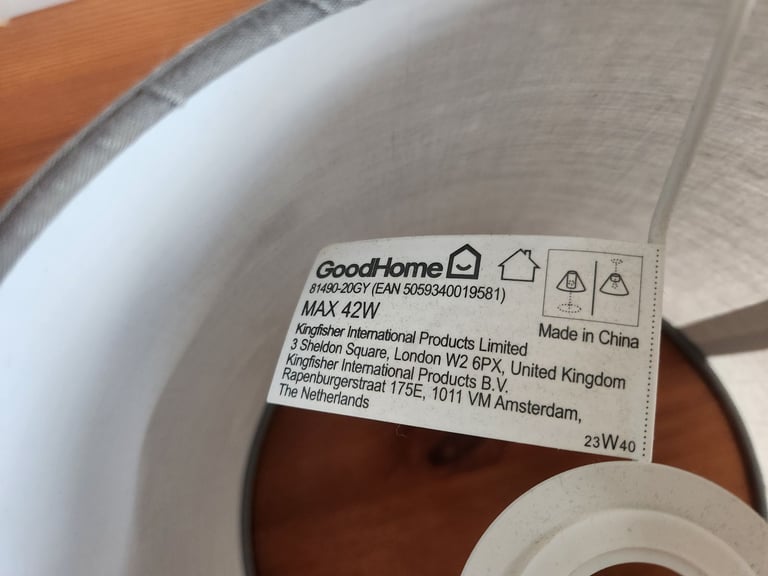 GoodHome
81490-20GY (EAN 5059340019581)
MAX 42W
Made in China
Kingfisher International Products Limited
3 Sheldon Square, London W2 6PX, United Kingdom
Kingfisher International Products B.V.
Rapenburgerstraat 175E, 1011 VM Amsterdam,
The Netherlands
23W40